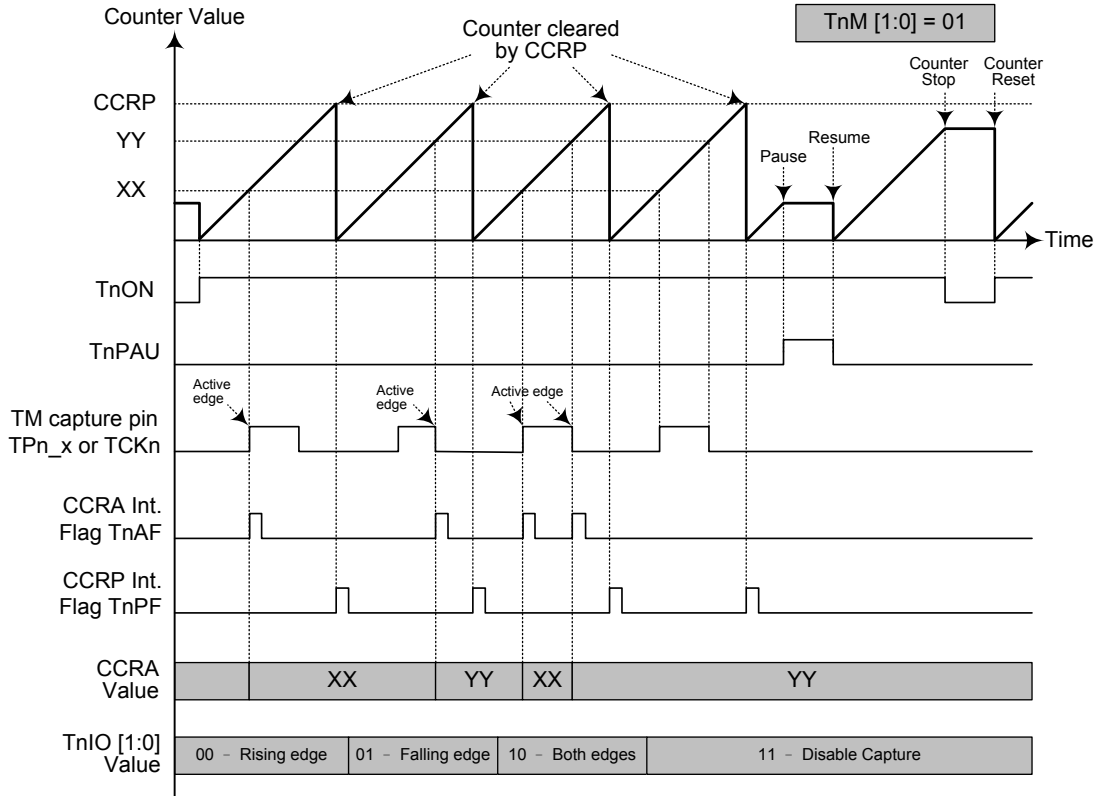 Counter Value
TnM [1:0] = 01
Counter cleared
by CCRP
Counter
Stop
Counter
Reset
CCRP
YY
XX
Pause
Resume
Time
TnON
TnPAU
Active
edge
Active
edge
Active edge
TM capture pin
TPn_x or TCKn
CCRA Int.
Flag TnAF
CCRP Int.
Flag TnPF
CCRA
Value
XX
YY
XX
YY
TnIO [1:0]
Value
00 - Rising edge
01 - Falling edge
10 - Both edges
11 - Disable Capture